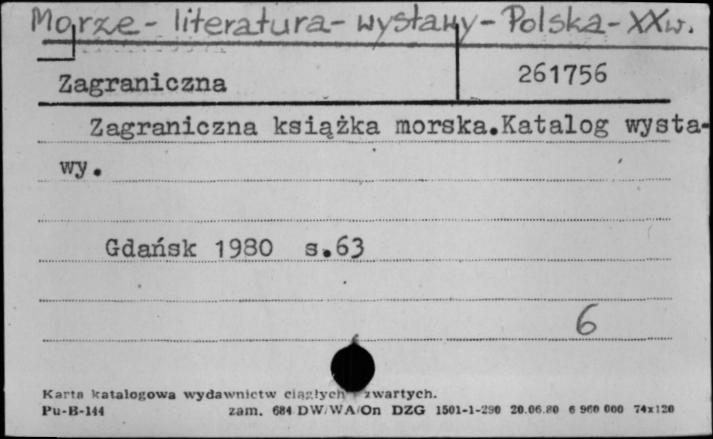 Morze - literatura - wystawy - Polska - XX w.
Zagraniczna 261756
Zagraniczna książka morska.Katalog wysta-
wy.
Gdańsk 1980 s.63
6
Karta katalogowa wydawnictw ciągłych zwartych.
Pu-B-144 zam. 684 DW/WA/On DZG 1501-1-290 20.06.80 6 960 000 74x120